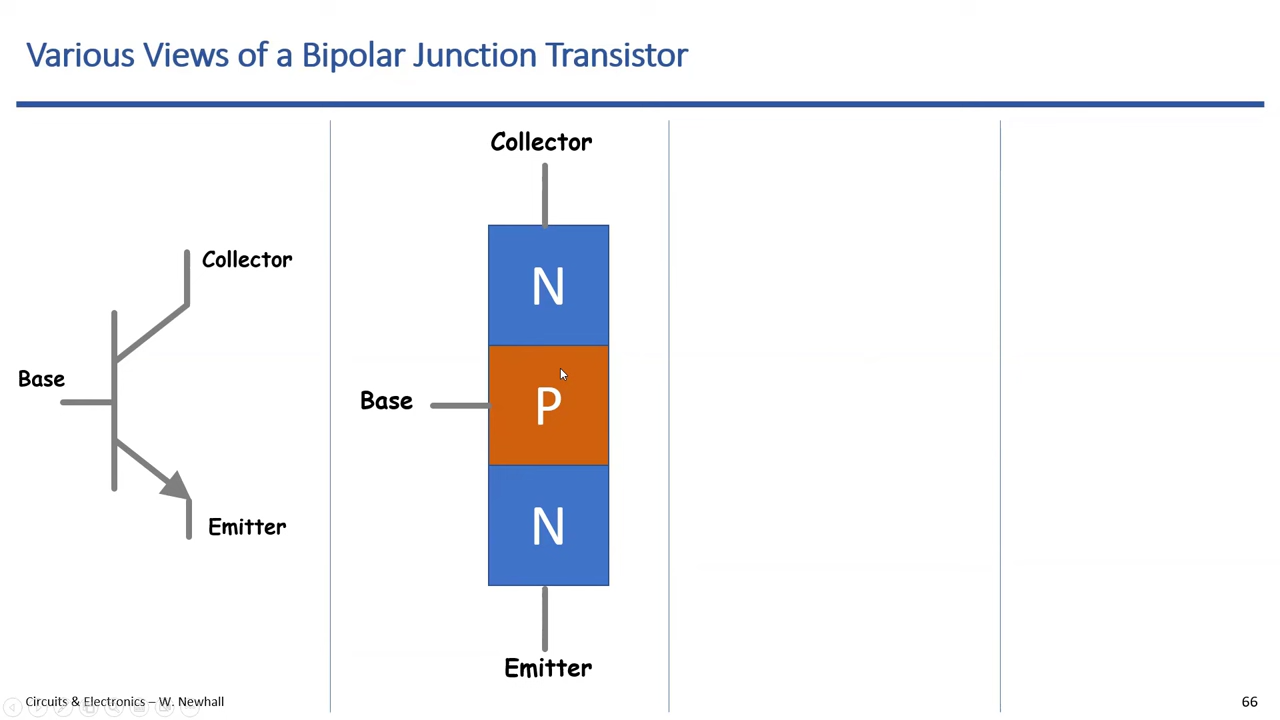 Various Views of a Bipolar Junction Transistor
Collector
Base
Emitter
Collector
N
Base
P
N
Emitter
Circuits & Electronics – W. Newhall
66